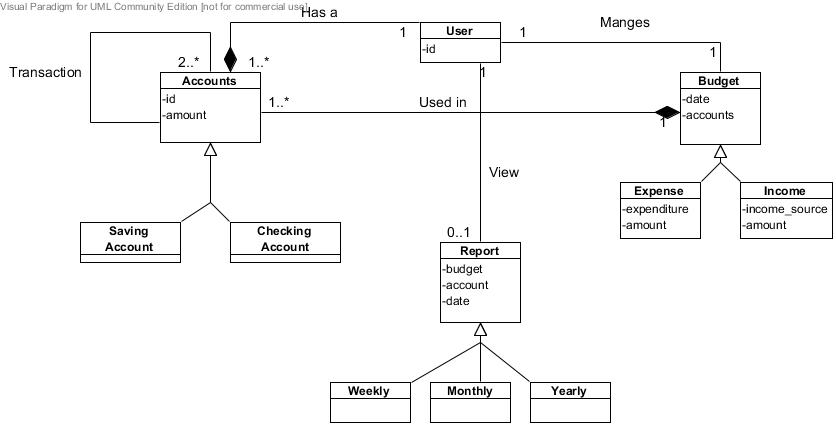 Visual Paradigm for UML Community Edition [not for commercial use]
Has a
1
User
-id
1
Manges
1
Transaction
2..*
1..*
Accounts
-id
-amount
1..*
Used in
1
Budget
-date
-accounts
1
View
0..1
Saving
Account
Checking
Account
Expense
-expenditure
-amount
Income
-income_source
-amount
Report
-budget
-account
-date
Weekly
Monthly
Yearly